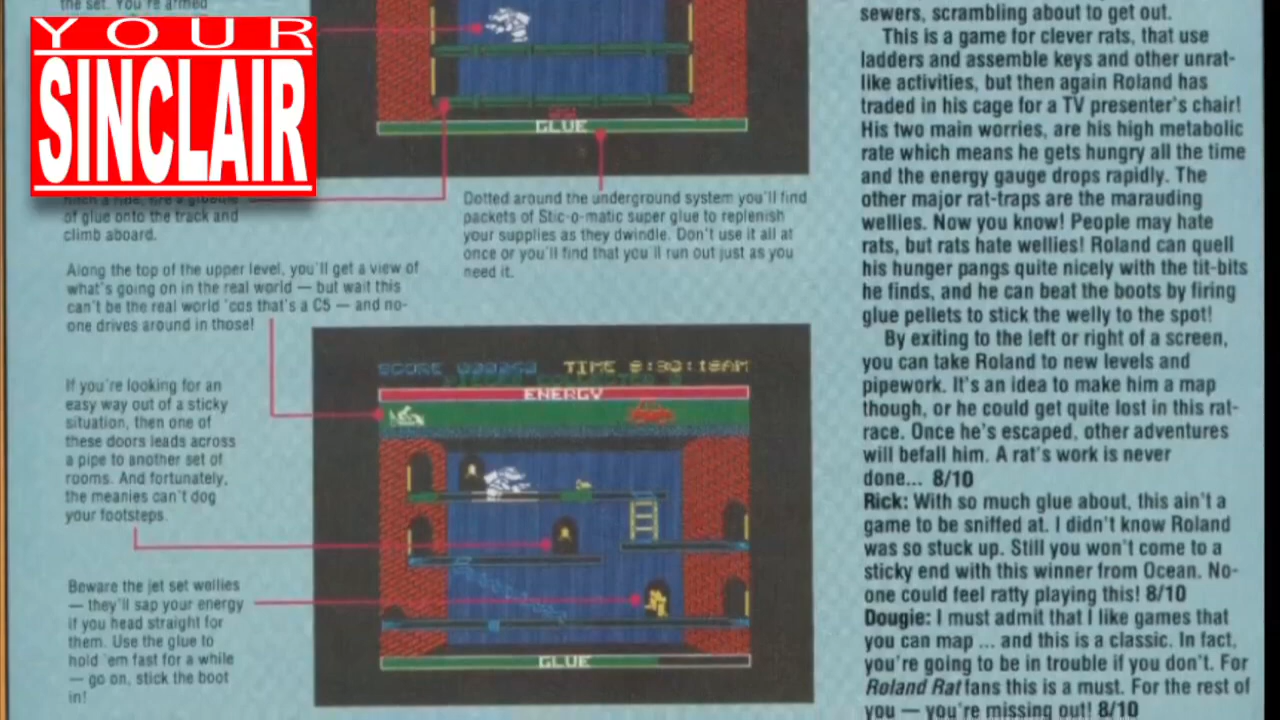 the set. You're armed
YOUR
SINCLAIR
of glue onto the track and
climb aboard.
GLUE
Dotted around the underground system you'll find
packets of Stic-o-matic super glue to replenish
your supplies as they dwindle. Don't use it all at
once or you'll find that you'll run out just as you
need it.
Along the top of the upper level, you'll get a view of
what's going on in the real world — but wait this
can't be the real world 'cos that's a C5 — and no-
one drives around in those!
If you're looking for an
easy way out of a sticky
situation, then one of
these doors leads across
a pipe to another set of
rooms. And fortunately,
the meanies can't dog
your footsteps.
Beware the jet set wellies
— they'll sap your energy
if you head straight for
them. Use the glue to
hold 'em fast for a while
— go on, stick the boot
in!
SCORE TIME 8:30:18AM
ENERGY
GLUE
sewers, scrambling about to get out.
This is a game for clever rats, that use
ladders and assemble keys and other unrat-
like activities, but then again Roland has
traded in his cage for a TV presenter's chair!
His two main worries, are his high metabolic
rate which means he gets hungry all the time
and the energy gauge drops rapidly. The
other major rat-traps are the marauding
wellies. Now you know! People may hate
rats, but rats hate wellies! Roland can quell
his hunger pangs quite nicely with the tit-bits
he finds, and he can beat the boots by firing
glue pellets to stick the welly to the spot!
By exiting to the left or right of a screen,
you can take Roland to new levels and
pipework. It's an idea to make him a map
though, or he could get quite lost in this rat-
race. Once he's escaped, other adventures
will befall him. A rat's work is never
done... 8/10
Rick: With so much glue about, this ain't a
game to be sniffed at. I didn't know Roland
was so stuck up. Still you won't come to a
sticky end with this winner from Ocean. No-
one could feel ratty playing this! 8/10
Dougie: I must admit that I like games that
you can map ... and this is a classic. In fact,
you're going to be in trouble if you don't. For
Roland Rat fans this is a must. For the rest of
you — you're missing out! 8/10